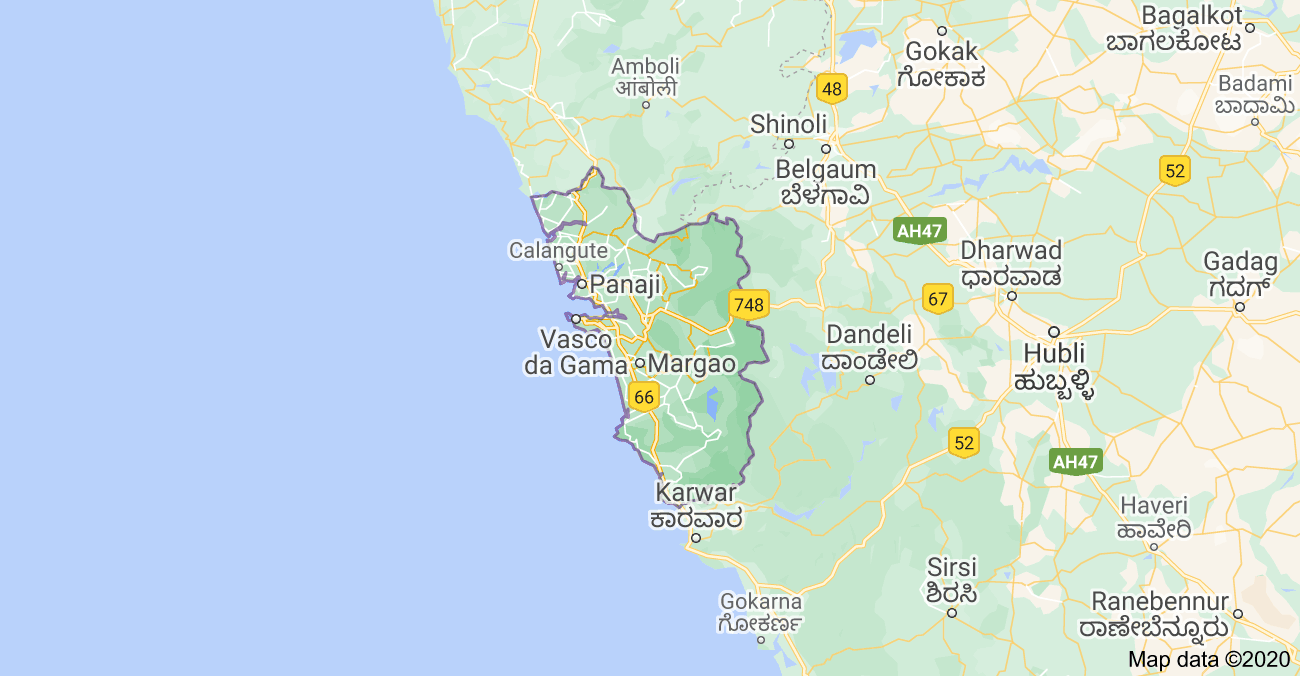 Bagalkot
ಬಾಗಲಕೋಟ
Gokak
ಗೋಕಾಕ
Amboli
आंबोली
Badami
ಬಾದಾಮಿ
48
Shinoli
Belgaum
ಬೆಳಗಾವಿ
52
AH47
Calangute
Dharwad
ಧಾರವಾಡ
Gadag
ಗದಗ್
Panaji
748
67
Vasco
da Gama
Dandeli
ದಾಂಡೇಲಿ
Hubli
ಹುಬ್ಬಳ್ಳಿ
Margao
66
52
AH47
Karwar
ಕಾರವಾರ
Haveri
ಹಾವೇರಿ
Sirsi
ಶಿರಸಿ
Gokarna
ಗೋಕರ್ಣ
Ranebennur
ರಾಣೇಬೆನ್ನೂರು
Map data ©2020